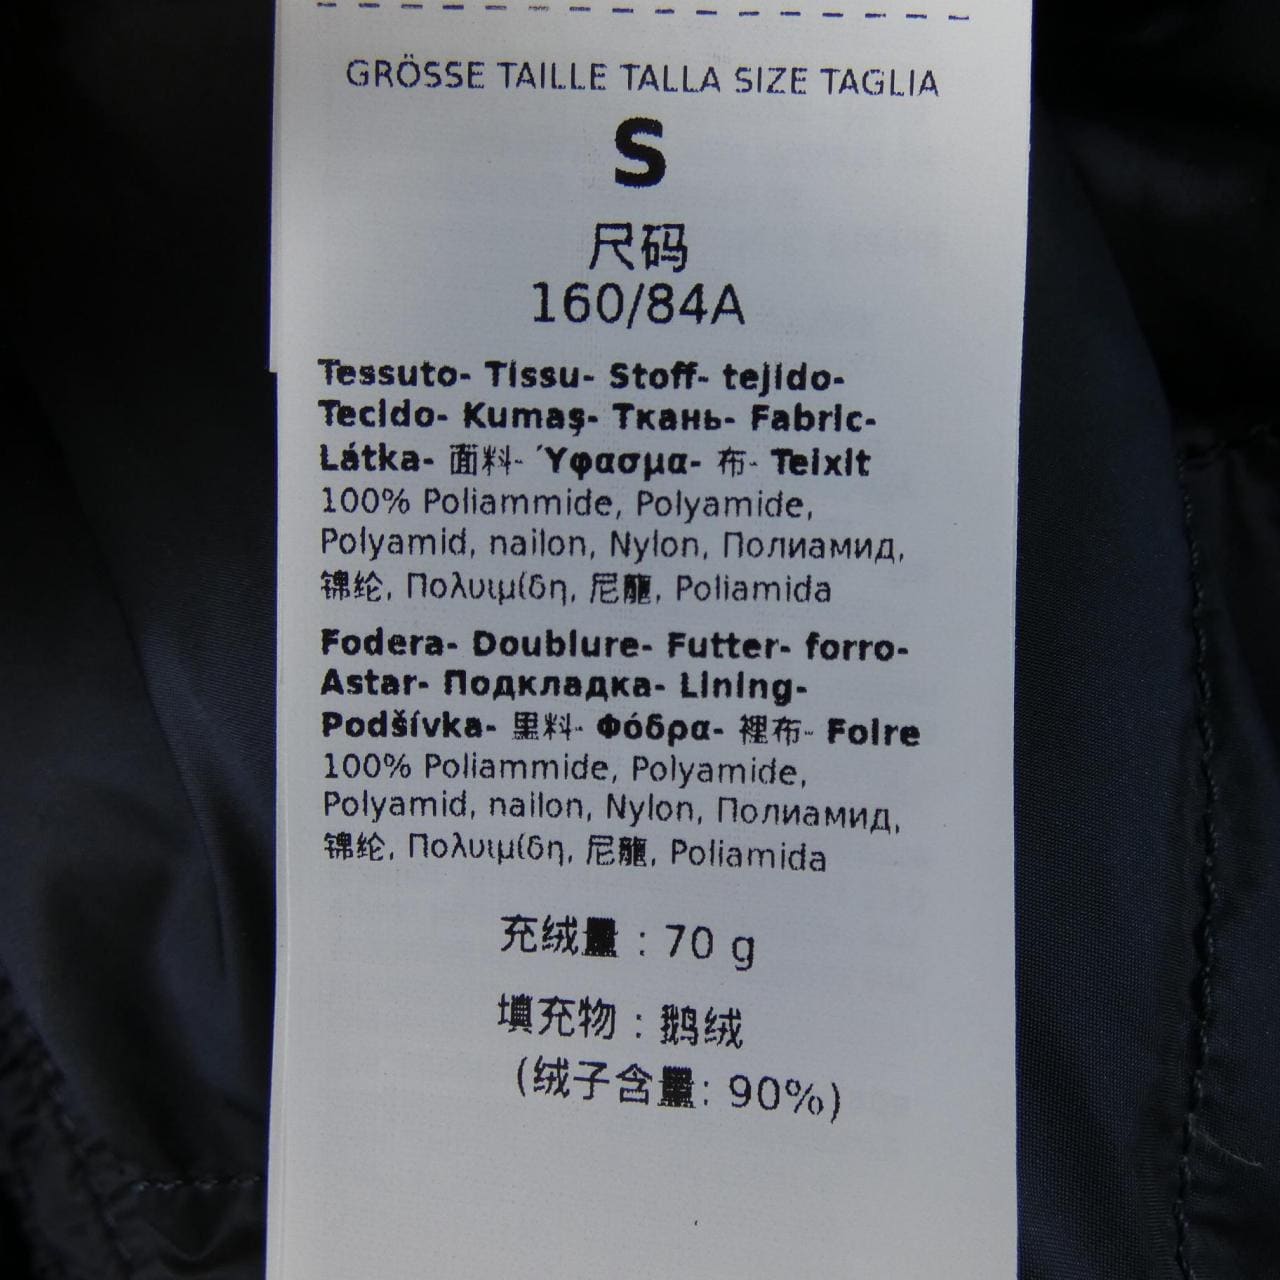 GRÖSSE TAILLE TALLA SIZE TAGLIA
S
尺码
160/84A
Tessuto- Tissu- Stoff- tejido-
Tecido- Kumaş- Ткань- Fabric-
Látka- 面料- Ύφασμα- 布- Teixit
100% Poliammide, Polyamide,
Polyamid, nailon, Nylon, Полиамид,
锦纶, Πολυιμίδη, 尼龍, Poliamida
Fodera- Doublure- Futter- forro-
Astar- Подкладка- Lining-
Podšívka- 里料- Φόδρα- 裡布- Folre
100% Poliammide, Polyamide,
Polyamid, nailon, Nylon, Полиамид,
锦纶, Πολυιμίδη, 尼龍, Poliamida
充绒量 : 70 g
填充物 : 鹅绒
(绒子含量: 90%)